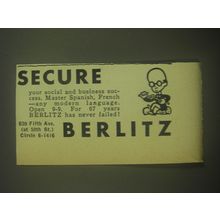 SECURE
your social and business suc-
cess. Master Spanish, French
—any modern language.
Open 9-9. For 67 years
BERLITZ has never failed!
630 Fifth Ave.
(at 50th St.)
Circle 6-1416
BERLITZ